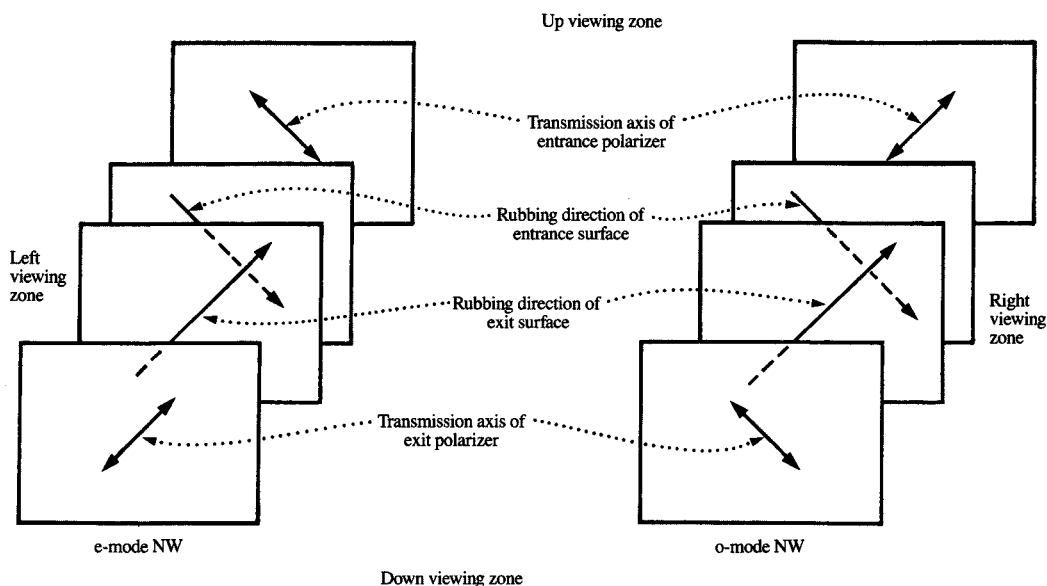 Up viewing zone
Transmission axis of
entrance polarizer
Rubbing direction of
entrance surface
Left
viewing
zone
Rubbing direction of
exit surface
Right
viewing
zone
Transmission axis of
exit polarizer
e-mode NW
o-mode NW
Down viewing zone